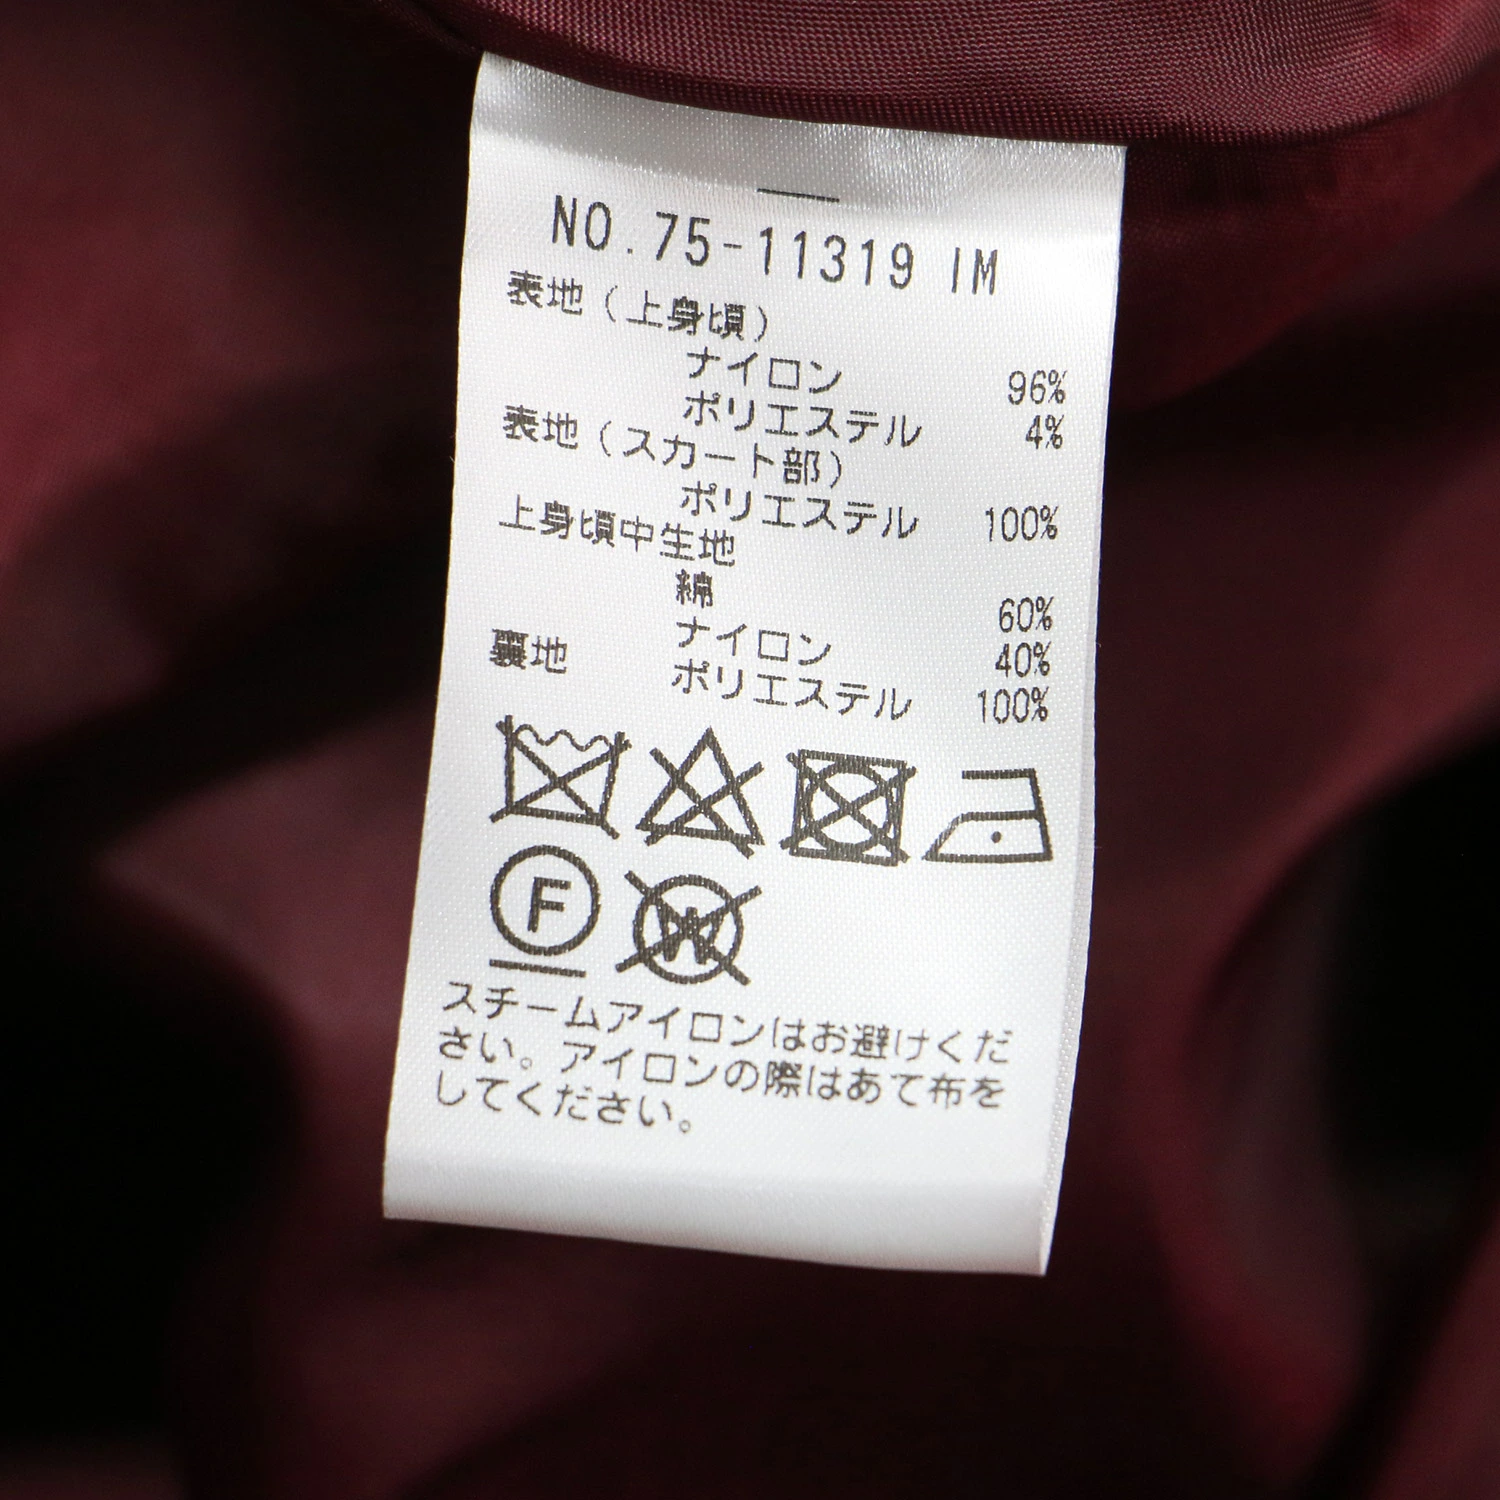 NO.75-11319 IM
表地(上身頃)
ナイロン 96%
ポリエステル 4%
表地(スカート部)
ポリエステル 100%
上身頃中生地
綿 60%
ナイロン 40%
裏地 ポリエステル 100%
F W
スチームアイロンはお避けくだ
さい。アイロンの際はあて布を
してください。